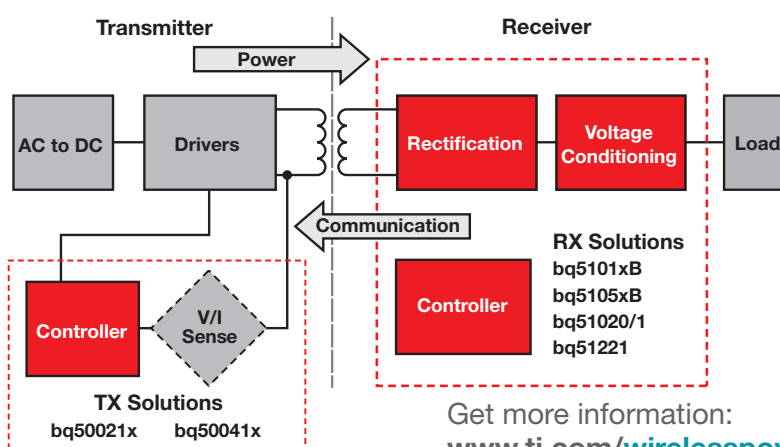 Transmitter
Receiver
Power
AC to DC
Drivers
Rectification
Voltage
Conditioning
Load
Communication
Controller
V/I
Sense
TX Solutions
bq50021x bq50041x
Controller
RX Solutions
bq5101xB
bq5105xB
bq51020/1
bq51221
Get more information: